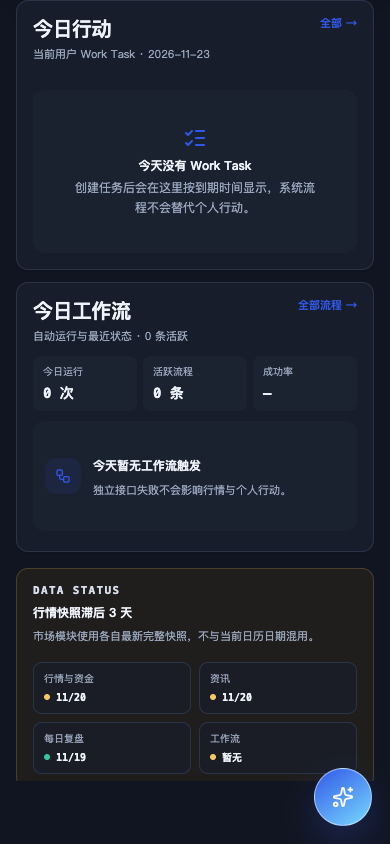 今日行动
全部 →
当前用户 Work Task · 2026-11-23
今天没有 Work Task
创建任务后会在这里按到期时间显示，系统流
程不会替代个人行动。
今日工作流
全部流程 →
自动运行与最近状态 · 0 条活跃
今日运行
0 次
活跃流程
0 条
成功率
—
今天暂无工作流触发
独立接口失败不会影响行情与个人行动。
DATA STATUS
行情快照滞后 3 天
市场模块使用各自最新完整快照，不与当前日历日期混用。
行情与资金
11/20
资讯
11/20
每日复盘
11/19
工作流
暂无